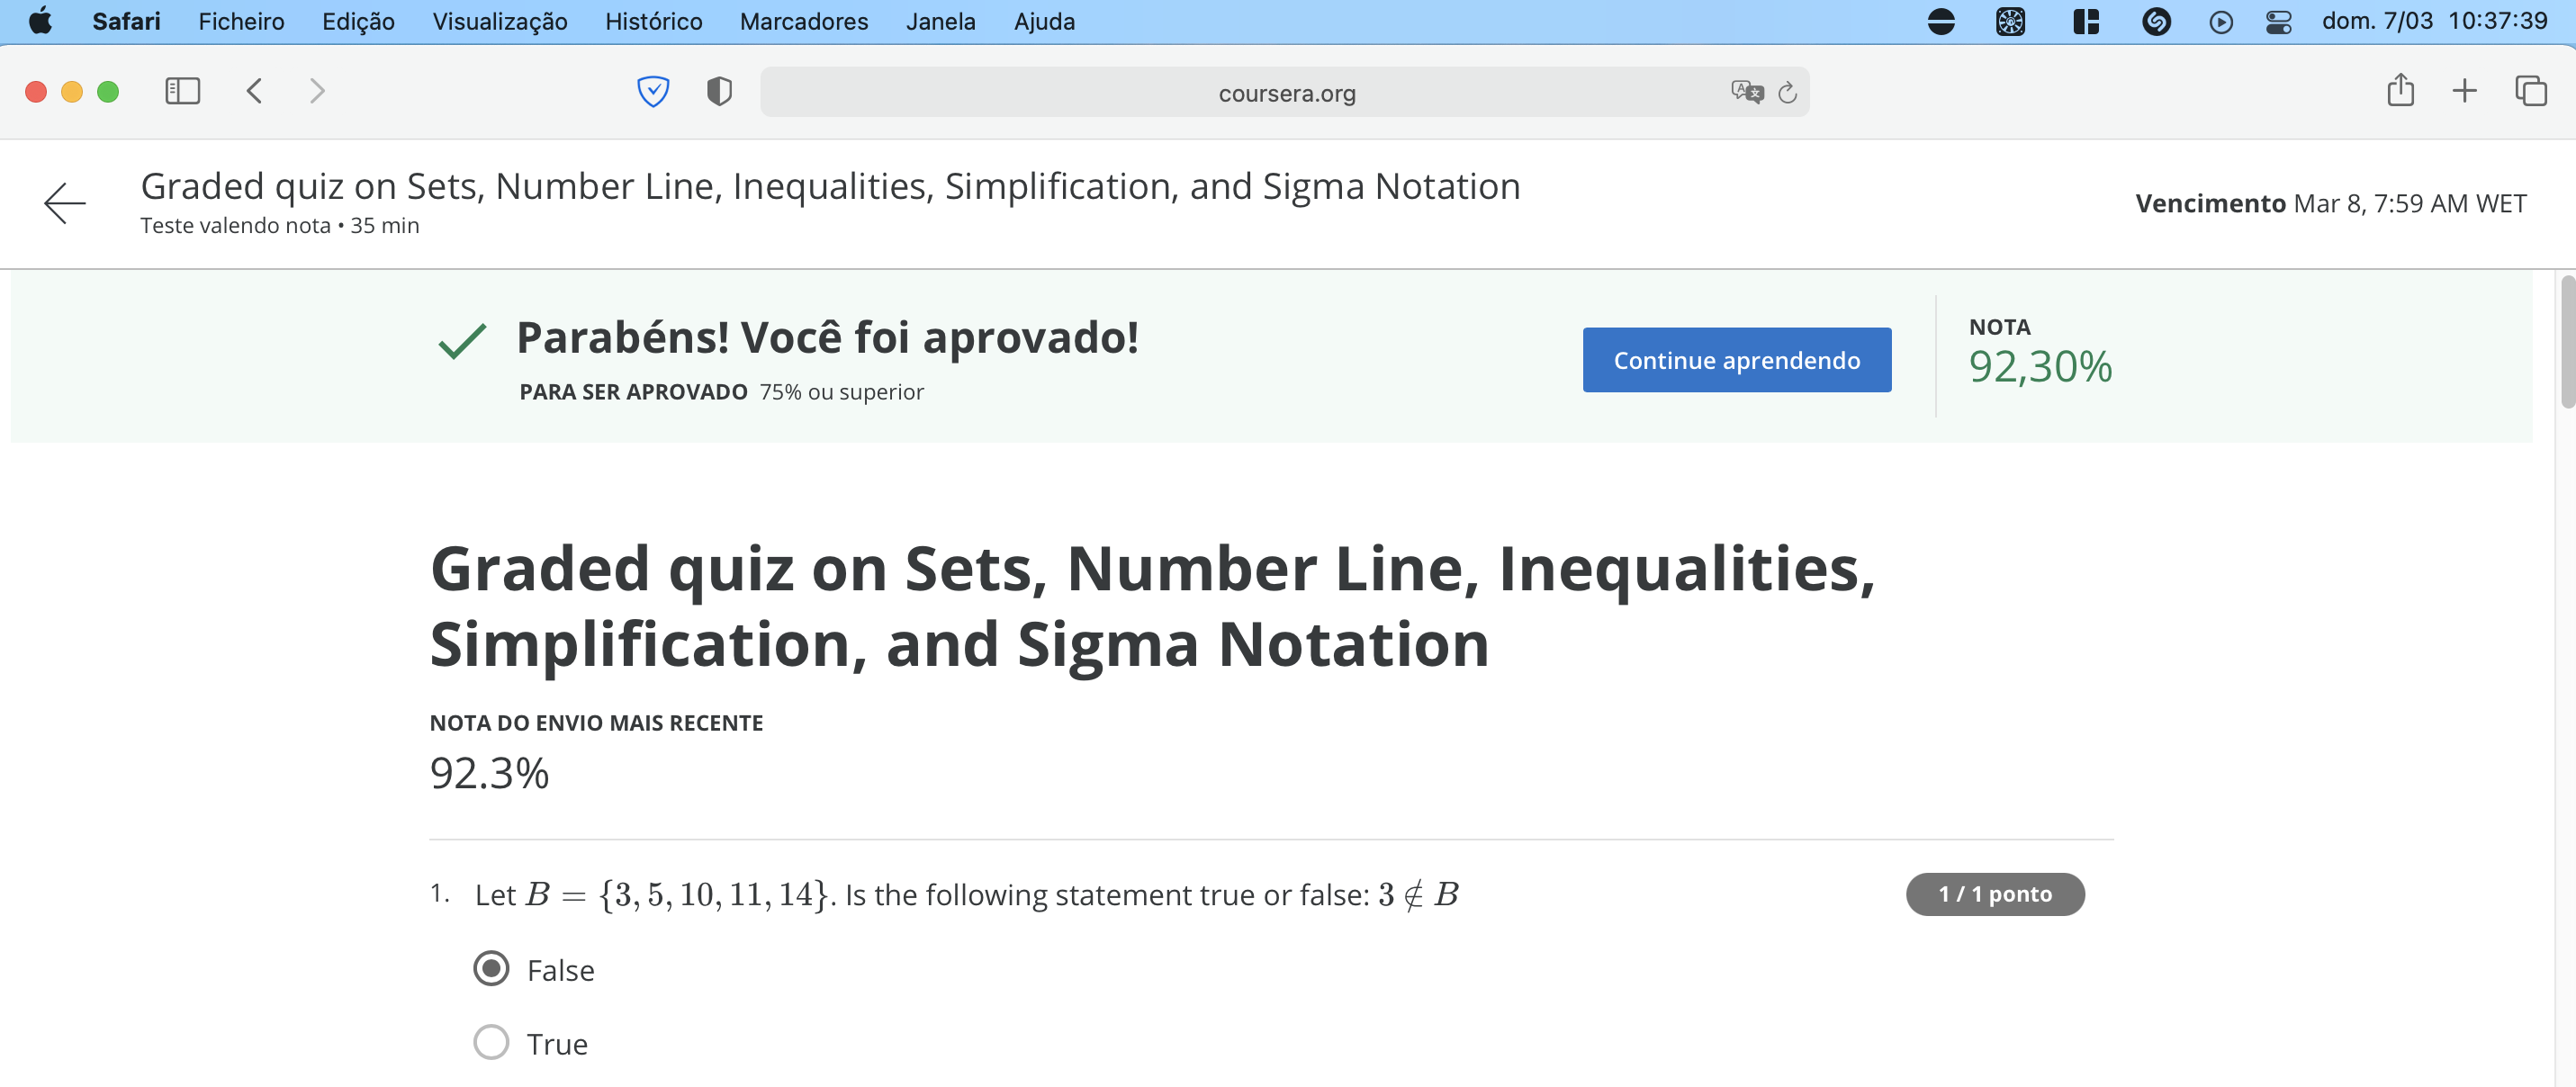 Safari Ficheiro Edição Visualização Histórico Marcadores Janela Ajuda dom. 7/03 10:37:39
coursera.org
Graded quiz on Sets, Number Line, Inequalities, Simplification, and Sigma Notation
Teste valendo nota • 35 min
Vencimento Mar 8, 7:59 AM WET
Parabéns! Você foi aprovado!
PARA SER APROVADO 75% ou superior
Continue aprendendo
NOTA
92,30%
Graded quiz on Sets, Number Line, Inequalities,
Simplification, and Sigma Notation
NOTA DO ENVIO MAIS RECENTE
92.3%
1. Let B = {3, 5, 10, 11, 14}. Is the following statement true or false: 3 ∉ B
1 / 1 ponto
False
True